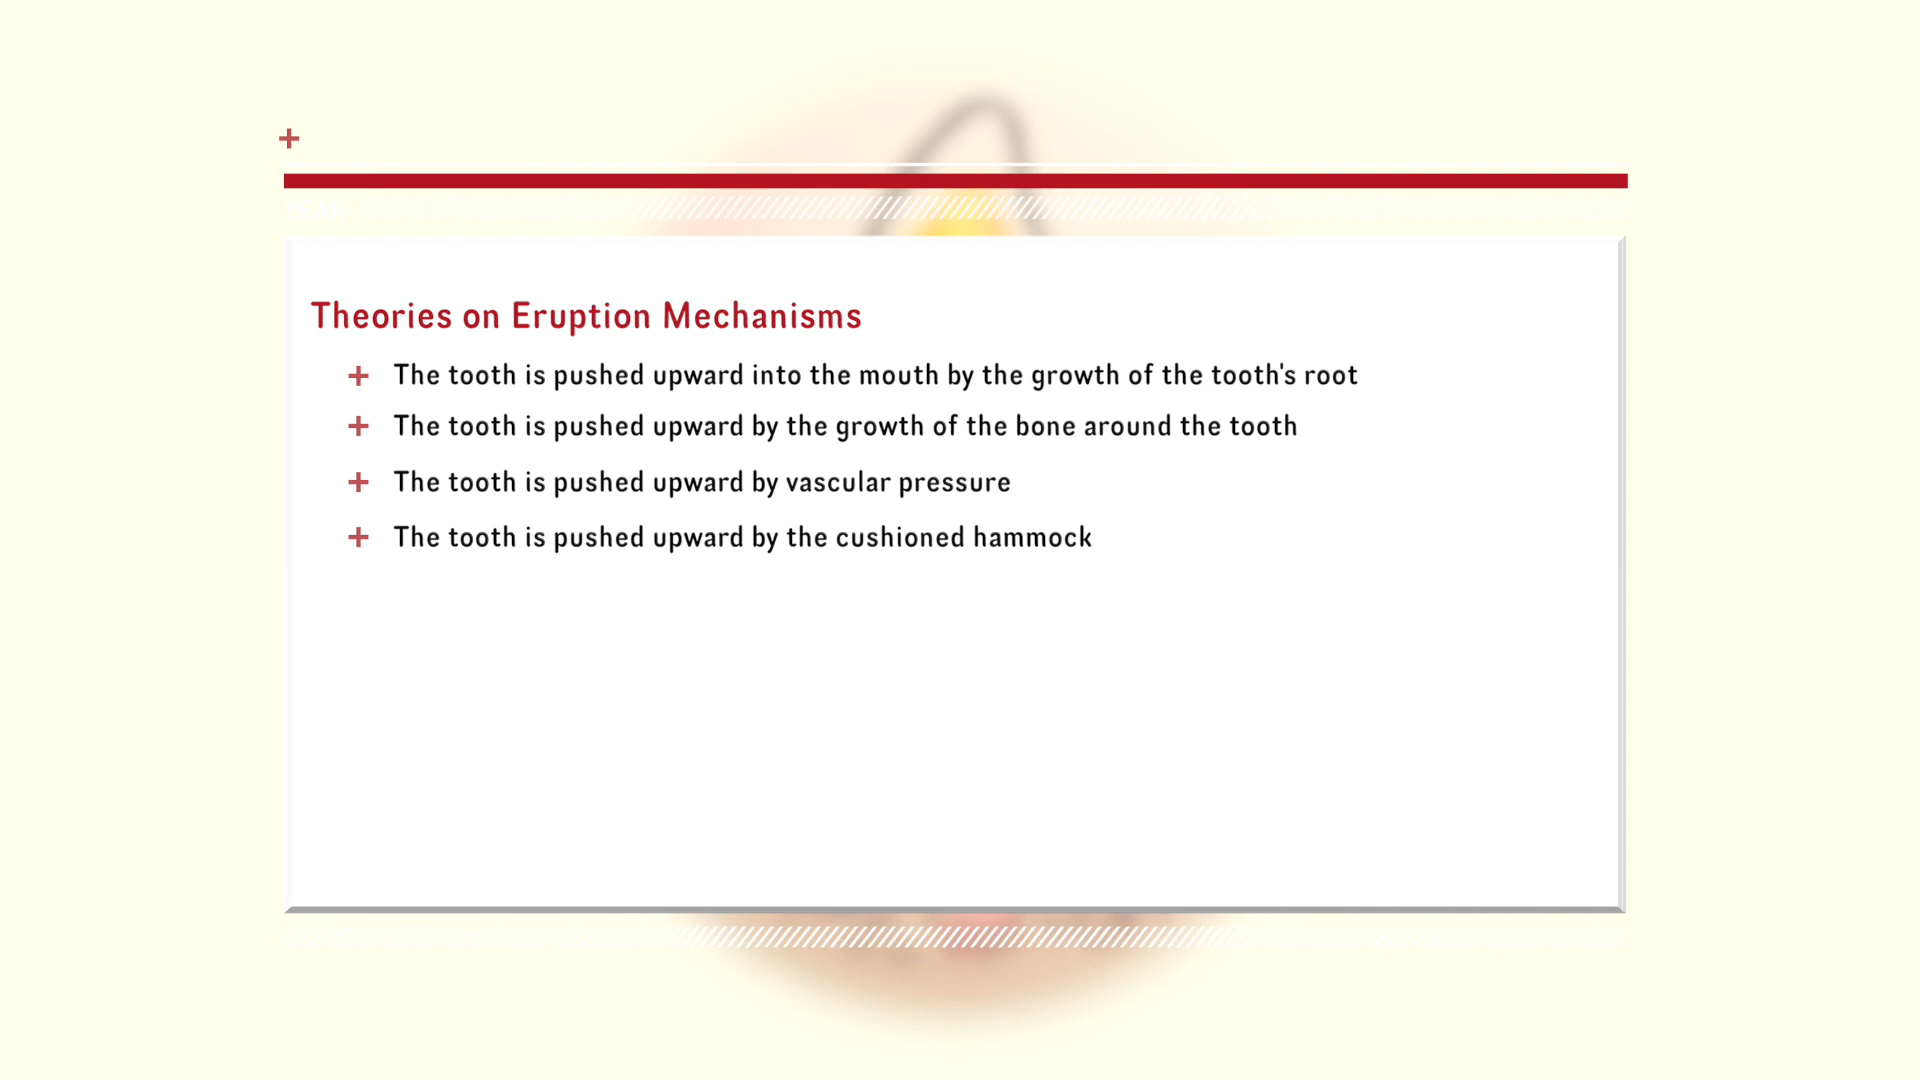 YEAR
Theories on Eruption Mechanisms
+ The tooth is pushed upward into the mouth by the growth of the tooth's root
+ The tooth is pushed upward by the growth of the bone around the tooth
+ The tooth is pushed upward by vascular pressure
+ The tooth is pushed upward by the cushioned hammock